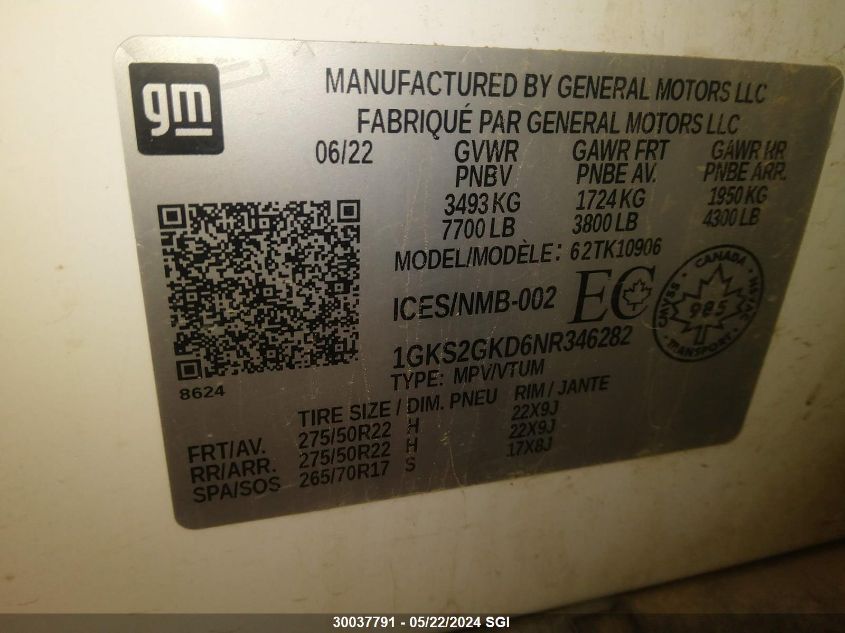 gm
MANUFACTURED BY GENERAL MOTORS LLC
FABRIQUÉ PAR GENERAL MOTORS LLC
06/22 GVWR GAWR FRT GAWR RR
PNBV PNBE AV. PNBE ARR.
3493 KG 1724 KG 1950 KG
7700 LB 3800 LB 4300 LB
MODEL/MODÈLE: 62TK10906
ICES/NMB-002 EC
CANADA
985
TRANSPORT
1GKS2GKD6NR346282
TYPE: MPV/VTUM
8624
TIRE SIZE / DIM. PNEU RIM / JANTE
FRT/AV. 275/50R22 H 22X9J
RR/ARR. 275/50R22 H 22X9J
SPA/SOS 265/70R17 S 17X8J
30037791 - 05/22/2024 SGI